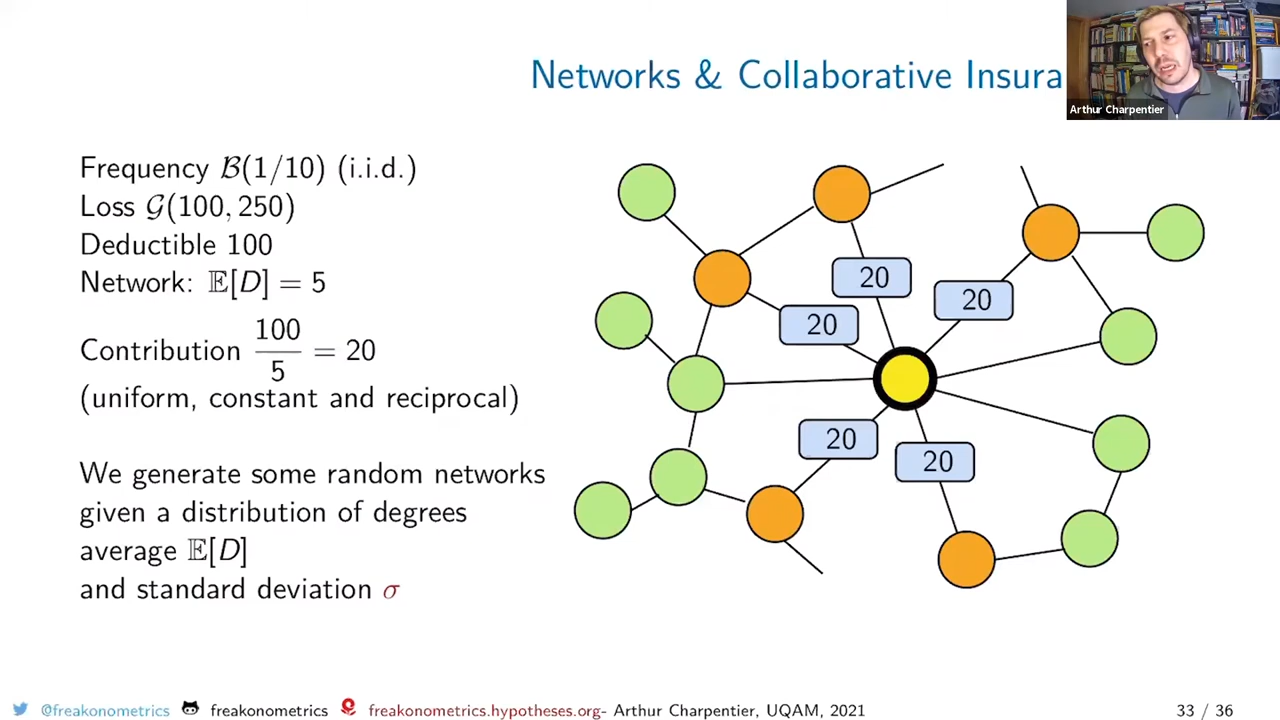 Networks & Collaborative Insura
Arthur Charpentier
Frequency ℬ(1/10) (i.i.d.)
Loss 𝒢(100, 250)
Deductible 100
Network: 𝔼[D] = 5
Contribution 100/5 = 20
(uniform, constant and reciprocal)
We generate some random networks
given a distribution of degrees
average 𝔼[D]
and standard deviation σ
20
20
20
20
20
@freakonometrics freakonometrics freakonometrics.hypotheses.org- Arthur Charpentier, UQAM, 2021 33 / 36